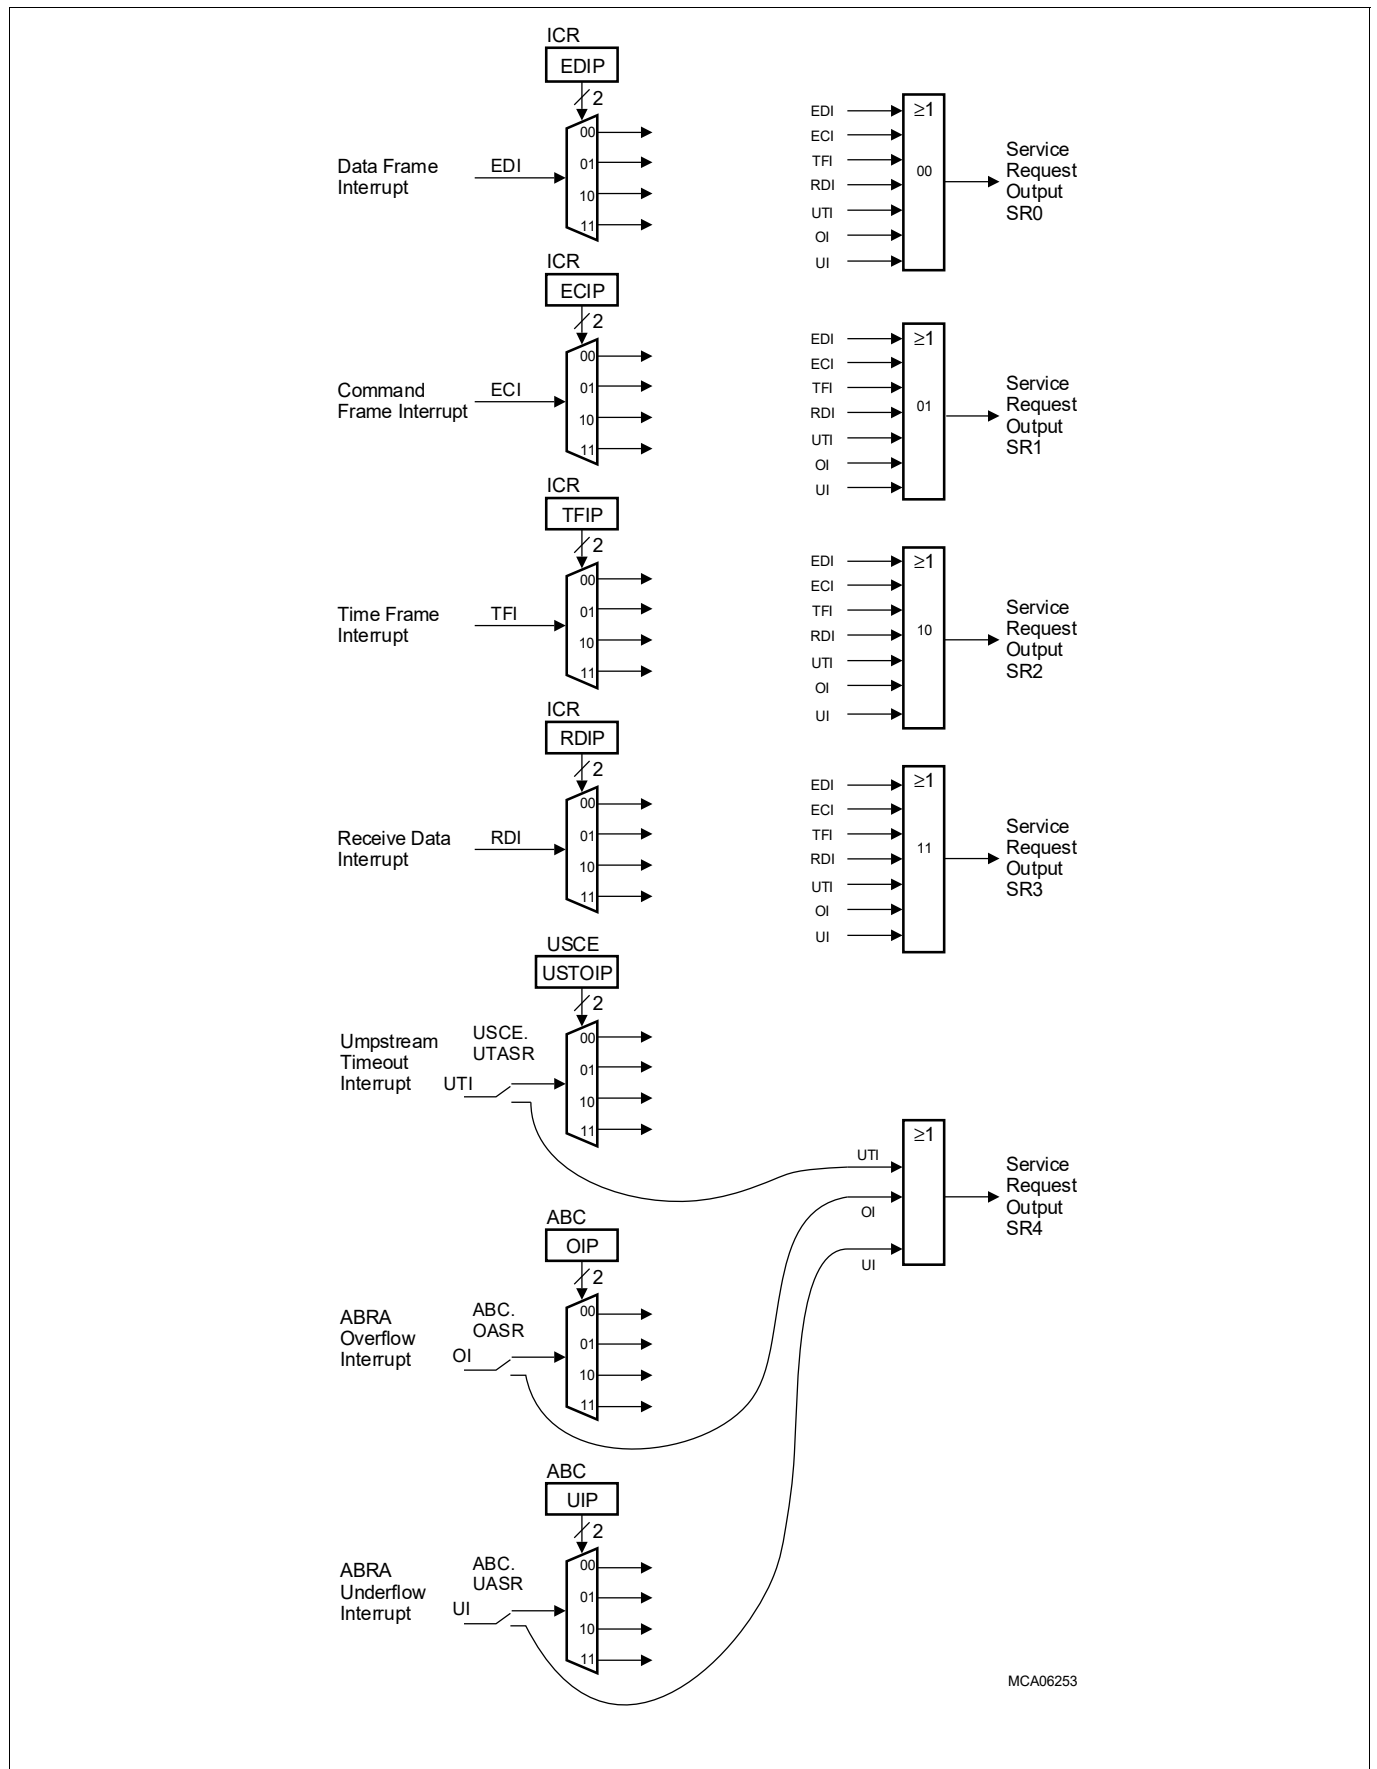 ICR
EDIP
2
00
01
10
11
Data Frame
Interrupt
EDI
ICR
ECIP
2
00
01
10
11
Command
Frame Interrupt
ECI
ICR
TFIP
2
00
01
10
11
Time Frame
Interrupt
TFI
ICR
RDIP
2
00
01
10
11
Receive Data
Interrupt
RDI
USCE
USTOIP
2
00
01
10
11
Umpstream
Timeout
Interrupt
USCE.
UTASR
UTI
ABC
OIP
2
00
01
10
11
ABRA
Overflow
Interrupt
ABC.
OASR
OI
ABC
UIP
2
00
01
10
11
ABRA
Underflow
Interrupt
ABC.
UASR
UI
EDI
ECI
TFI
RDI
UTI
OI
UI
≥1
00
Service
Request
Output
SR0
EDI
ECI
TFI
RDI
UTI
OI
UI
≥1
01
Service
Request
Output
SR1
EDI
ECI
TFI
RDI
UTI
OI
UI
≥1
10
Service
Request
Output
SR2
EDI
ECI
TFI
RDI
UTI
OI
UI
≥1
11
Service
Request
Output
SR3
UTI
OI
UI
≥1
Service
Request
Output
SR4
MCA06253